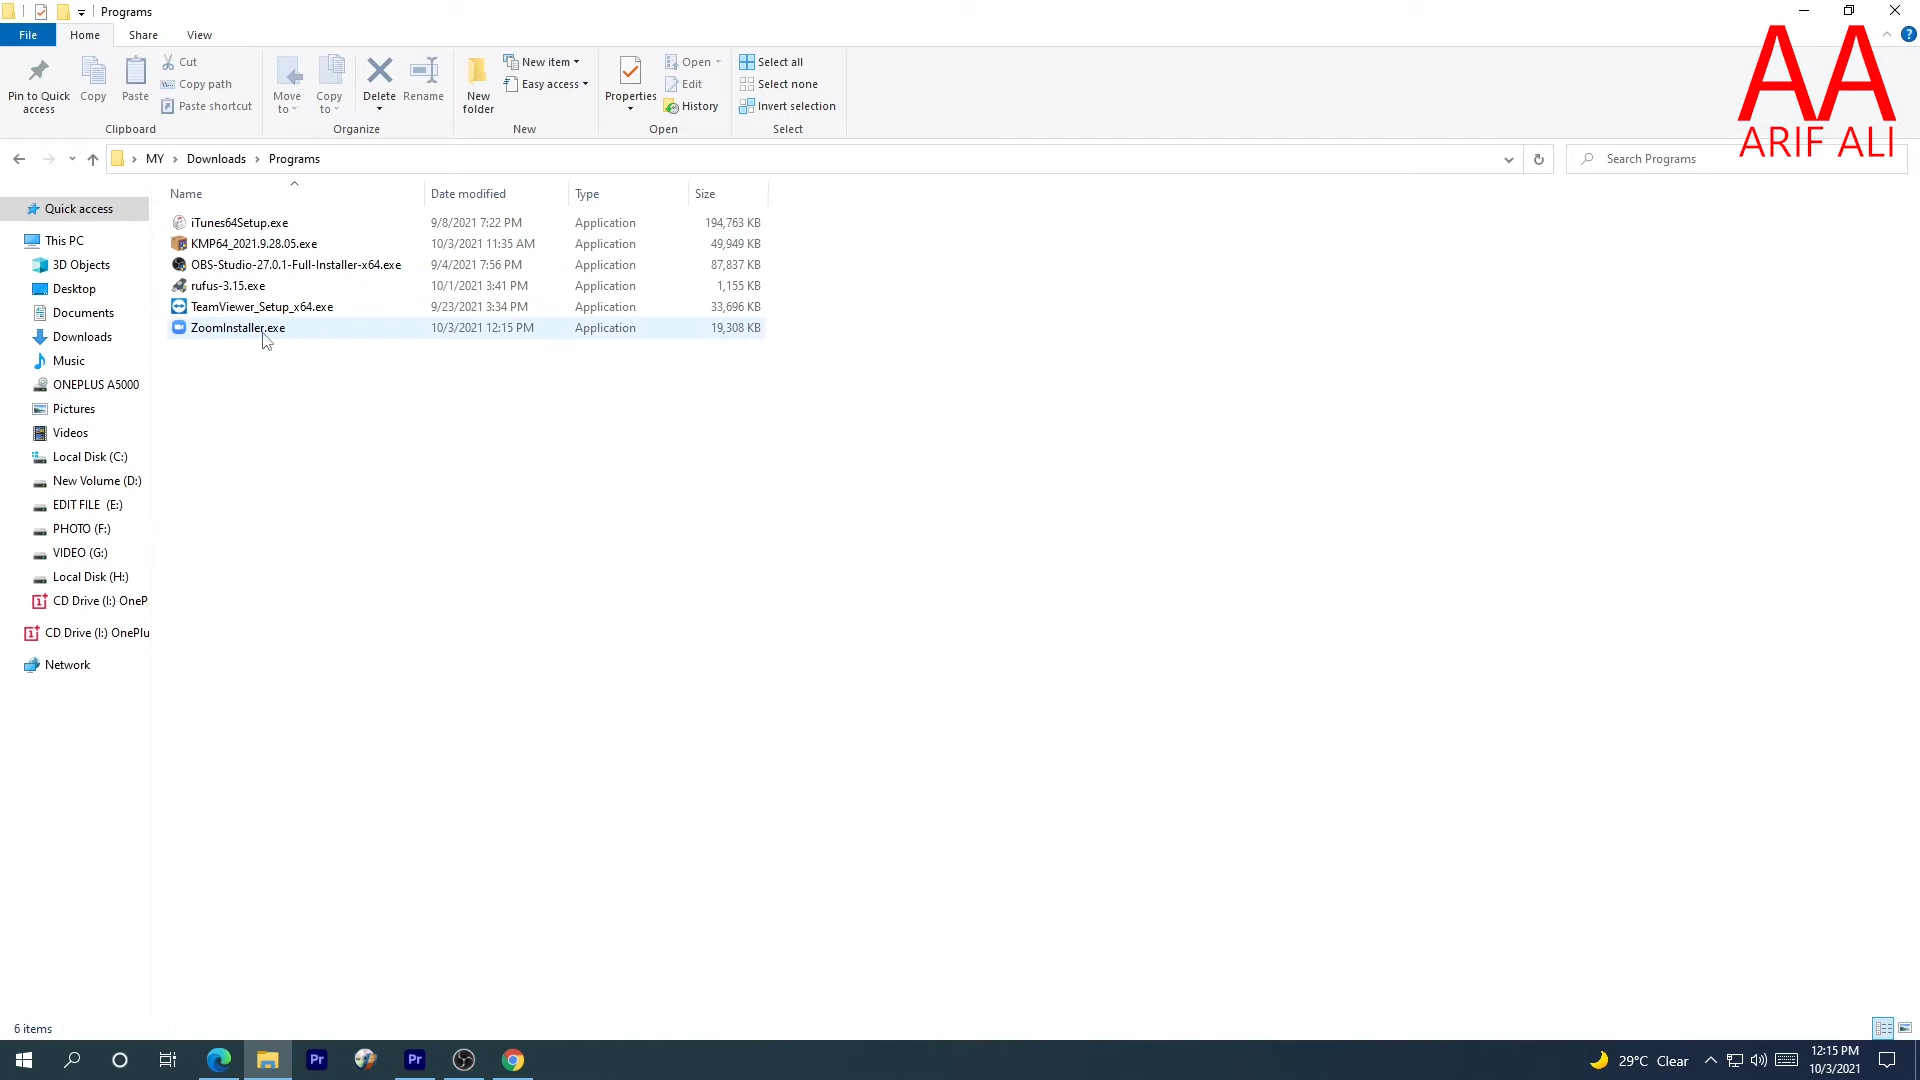 Programs
File Home Share View
Pin to Quick access
Copy
Paste
Cut
Copy path
Paste shortcut
Clipboard
Move to
Copy to
Delete
Rename
Organize
New folder
New item
Easy access
New
Properties
Open
Edit
History
Open
Select all
Select none
Invert selection
Select
AA
ARIF ALI
MY > Downloads > Programs
Search Programs
Name Date modified Type Size
iTunes64Setup.exe 9/8/2021 7:22 PM Application 194,763 KB
KMP64_2021.9.28.05.exe 10/3/2021 11:35 AM Application 49,949 KB
OBS-Studio-27.0.1-Full-Installer-x64.exe 9/4/2021 7:56 PM Application 87,837 KB
rufus-3.15.exe 10/1/2021 3:41 PM Application 1,155 KB
TeamViewer_Setup_x64.exe 9/23/2021 3:34 PM Application 33,696 KB
ZoomInstaller.exe 10/3/2021 12:15 PM Application 19,308 KB
Quick access
This PC
3D Objects
Desktop
Documents
Downloads
Music
ONEPLUS A5000
Pictures
Videos
Local Disk (C:)
New Volume (D:)
EDIT FILE (E:)
PHOTO (F:)
VIDEO (G:)
Local Disk (H:)
CD Drive (I:) OneP
CD Drive (I:) OnePlu
Network
6 items
Pr
Pr
29°C Clear
12:15 PM
10/3/2021